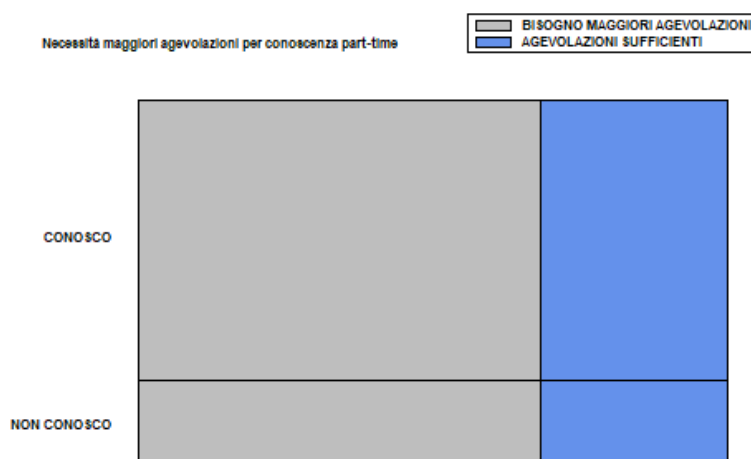 BISOGNO MAGGIORI AGEVOLAZIONI
Necessità maggiori agevolazioni per conoscenza part-time
AGEVOLAZIONI SUFFICIENTI
CONOSCO
NON CONOSCO